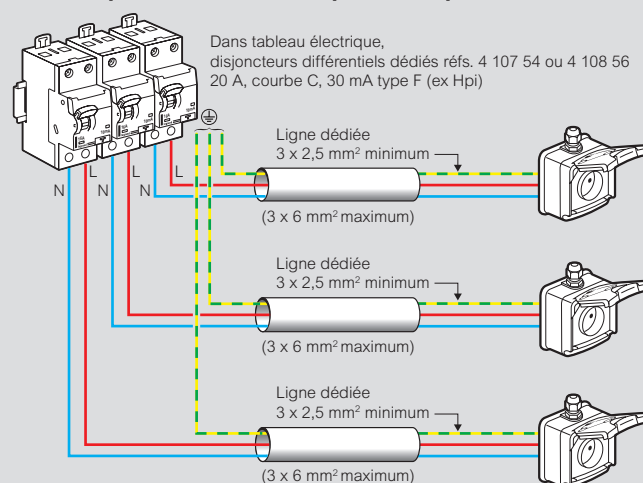 Dans tableau électrique,
disjoncteurs différentiels dédiés réfs. 4 107 54 ou 4 108 56
20 A, courbe C, 30 mA type F (ex Hpi)
Ligne dédiée
3 x 2,5 mm² minimum
L
L
L
N
N
N
(3 x 6 mm² maximum)
Ligne dédiée
3 x 2,5 mm² minimum
(3 x 6 mm² maximum)
Ligne dédiée
3 x 2,5 mm² minimum
(3 x 6 mm² maximum)